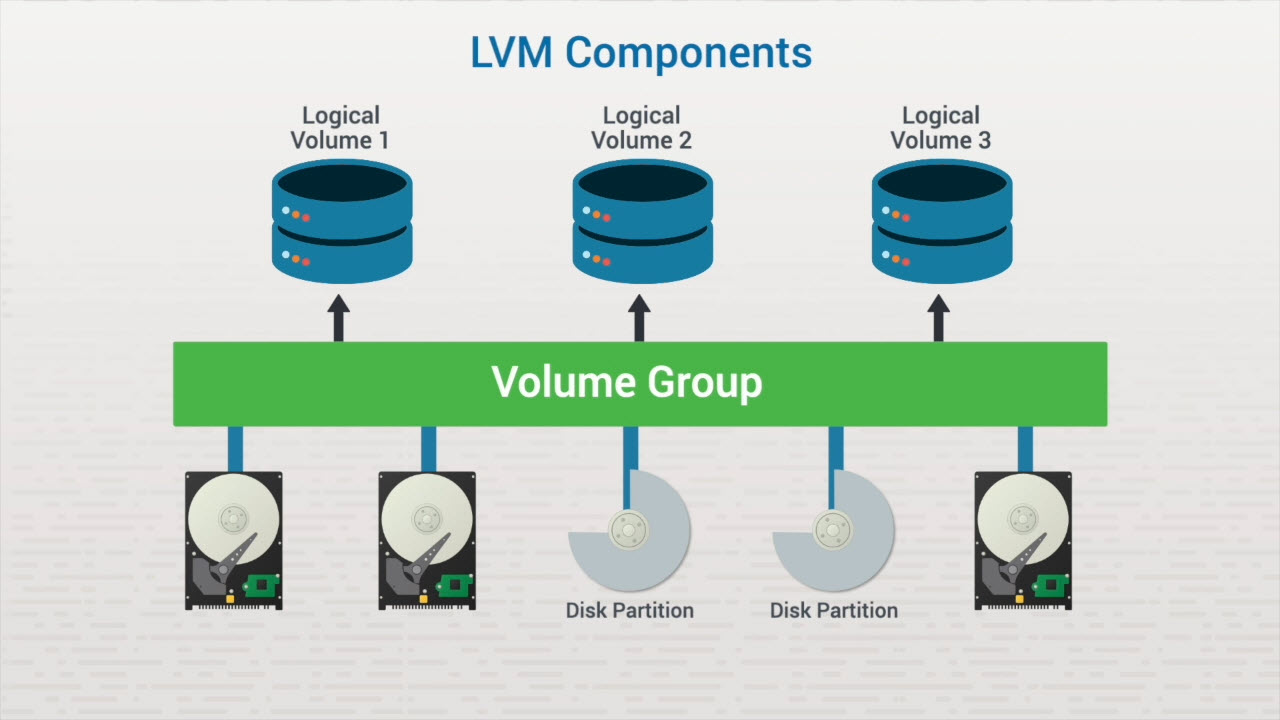 LVM Components
Logical
Volume 1
Logical
Volume 2
Logical
Volume 3
Volume Group
Disk Partition
Disk Partition